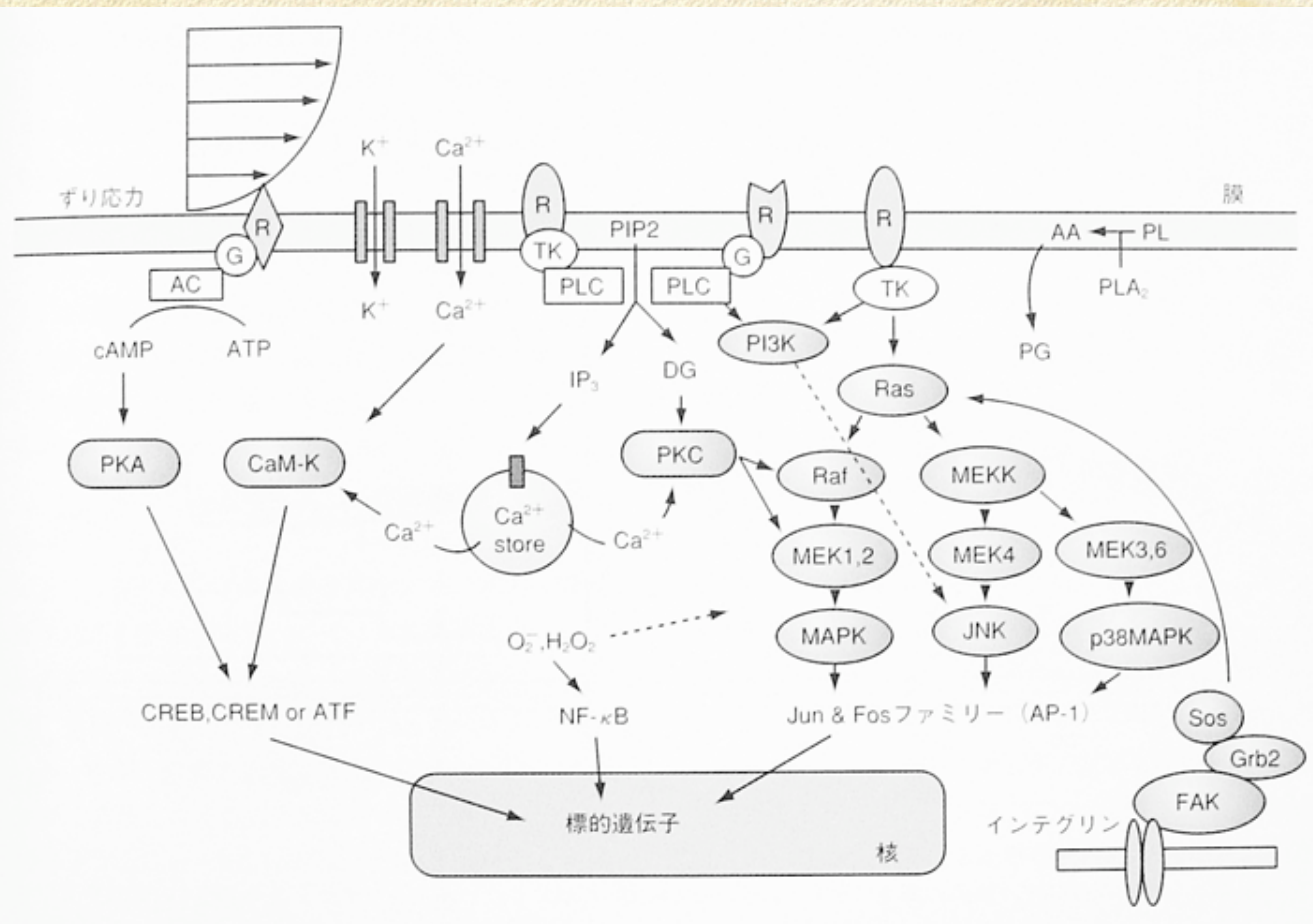 K⁺
Ca²⁺
ずり応力
膜
R
R
R
R
PIP2
AA
PL
G
TK
G
AC
PLC
PLC
TK
PLA₂
K⁺
Ca²⁺
cAMP
ATP
PI3K
PG
IP₃
DG
Ras
PKA
CaM-K
PKC
Raf
MEKK
Ca²⁺
Ca²⁺
store
Ca²⁺
MEK1,2
MEK4
MEK3,6
O₂⁻,H₂O₂
MAPK
JNK
p38MAPK
CREB,CREM or ATF
NF-κB
Jun & Fosファミリー（AP-1）
Sos
Grb2
FAK
標的遺伝子
インテグリン
核